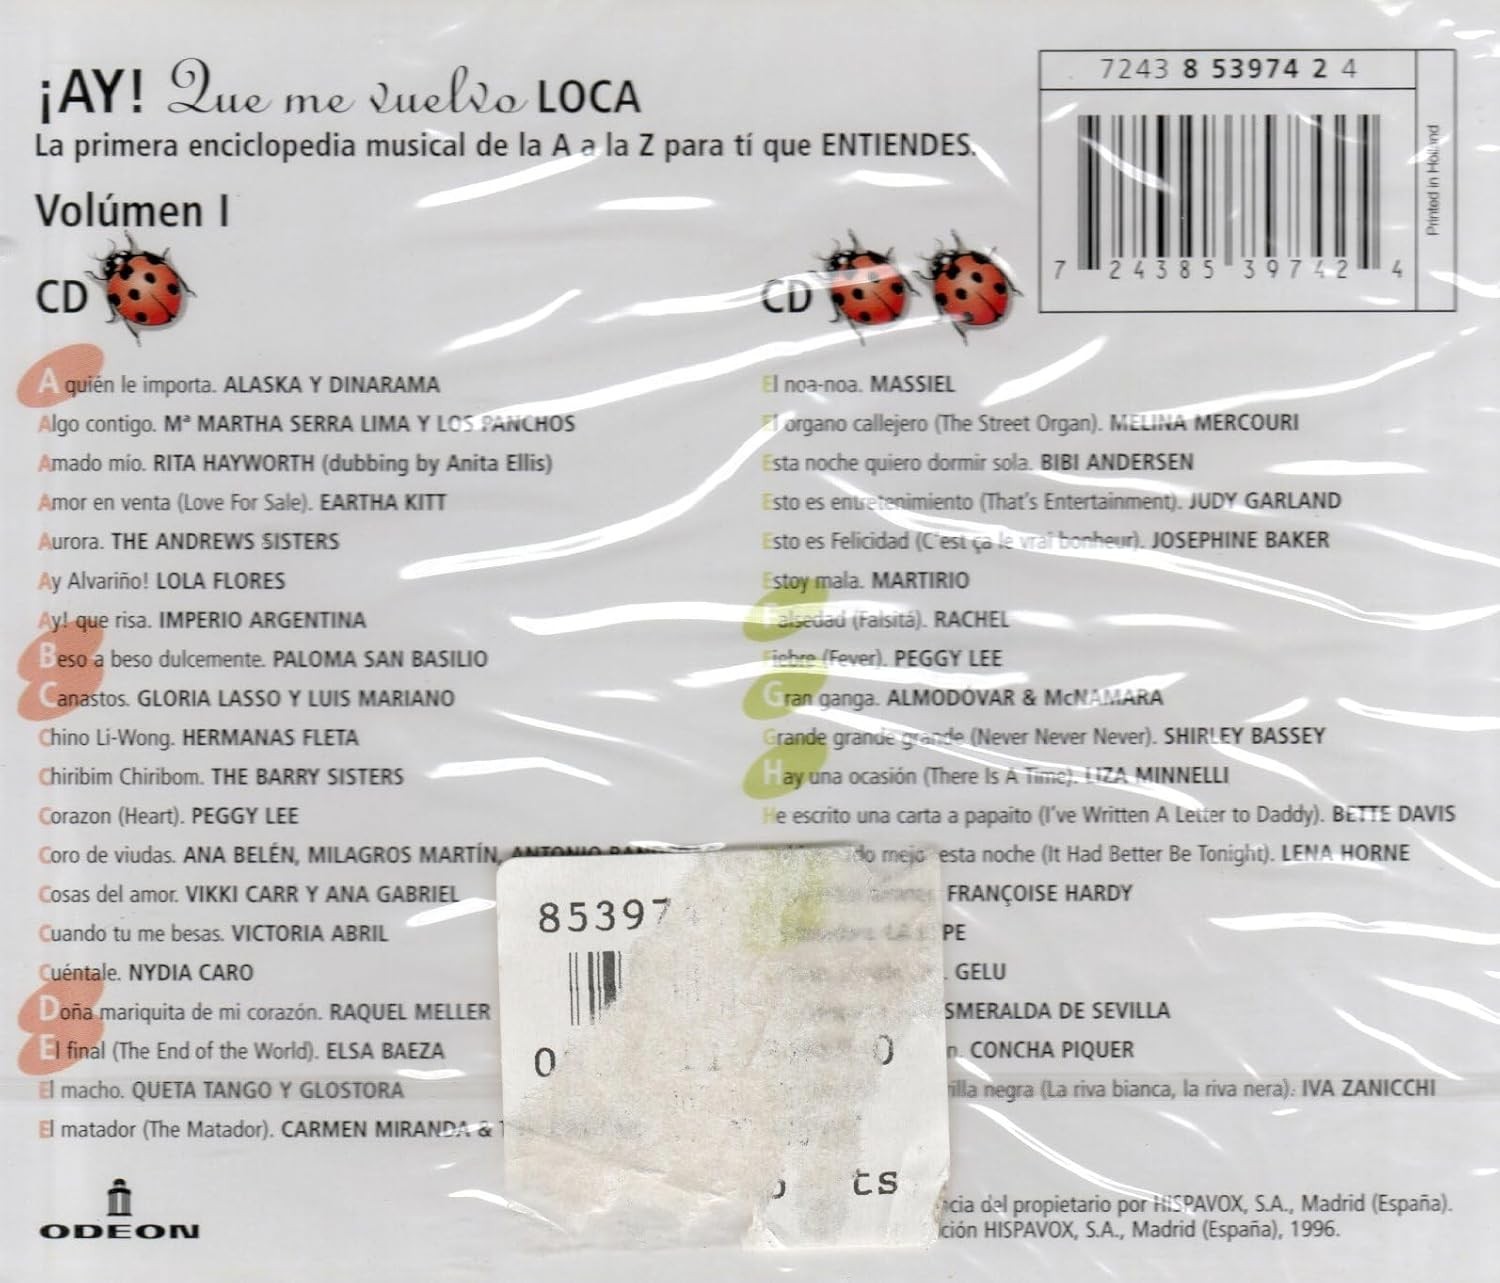 ¡AY! Que me vuelvo LOCA
La primera enciclopedia musical de la A a la Z para tí que ENTIENDES.
Volúmen I
7243 8 53974 2 4
7 24385 39742 4
Printed in Holland
CD
A quién le importa. ALASKA Y DINARAMA
Algo contigo. Mª MARTHA SERRA LIMA Y LOS PANCHOS
Amado mío. RITA HAYWORTH (dubbing by Anita Ellis)
Amor en venta (Love For Sale). EARTHA KITT
Aurora. THE ANDREWS SISTERS
Ay Alvariño! LOLA FLORES
Ay! que risa. IMPERIO ARGENTINA
Beso a beso dulcemente. PALOMA SAN BASILIO
Canastos. GLORIA LASSO Y LUIS MARIANO
Chino Li-Wong. HERMANAS FLETA
Chiribim Chiribom. THE BARRY SISTERS
Corazon (Heart). PEGGY LEE
Coro de viudas. ANA BELÉN, MILAGROS MARTÍN, ANTONIO
Cosas del amor. VIKKI CARR Y ANA GABRIEL
Cuando tu me besas. VICTORIA ABRIL
Cuéntale. NYDIA CARO
Doña mariquita de mi corazón. RAQUEL MELLER
El final (The End of the World). ELSA BAEZA
El macho. QUETA TANGO Y GLOSTORA
El matador (The Matador). CARMEN MIRANDA &
CD
El noa-noa. MASSIEL
El organo callejero (The Street Organ). MELINA MERCOURI
Esta noche quiero dormir sola. BIBI ANDERSEN
Esto es entretenimiento (That's Entertainment). JUDY GARLAND
Esto es Felicidad (C'est ça le vrai bonheur). JOSEPHINE BAKER
Estoy mala. MARTIRIO
Falsedad (Falsitá). RACHEL
Fiebre (Fever). PEGGY LEE
Gran ganga. ALMODÓVAR & McNAMARA
Grande grande grande (Never Never Never). SHIRLEY BASSEY
Hay una ocasión (There Is A Time). LIZA MINNELLI
He escrito una carta a papaito (I've Written A Letter to Daddy). BETTE DAVIS
esta noche (It Had Better Be Tonight). LENA HORNE
FRANÇOISE HARDY
PE
. GELU
SMERALDA DE SEVILLA
n. CONCHA PIQUER
illa negra (La riva bianca, la riva nera). IVA ZANICCHI
85397
0
0
ts
ODEON
cia del propietario por HISPAVOX, S.A., Madrid (España).
ción HISPAVOX, S.A., Madrid (España), 1996.